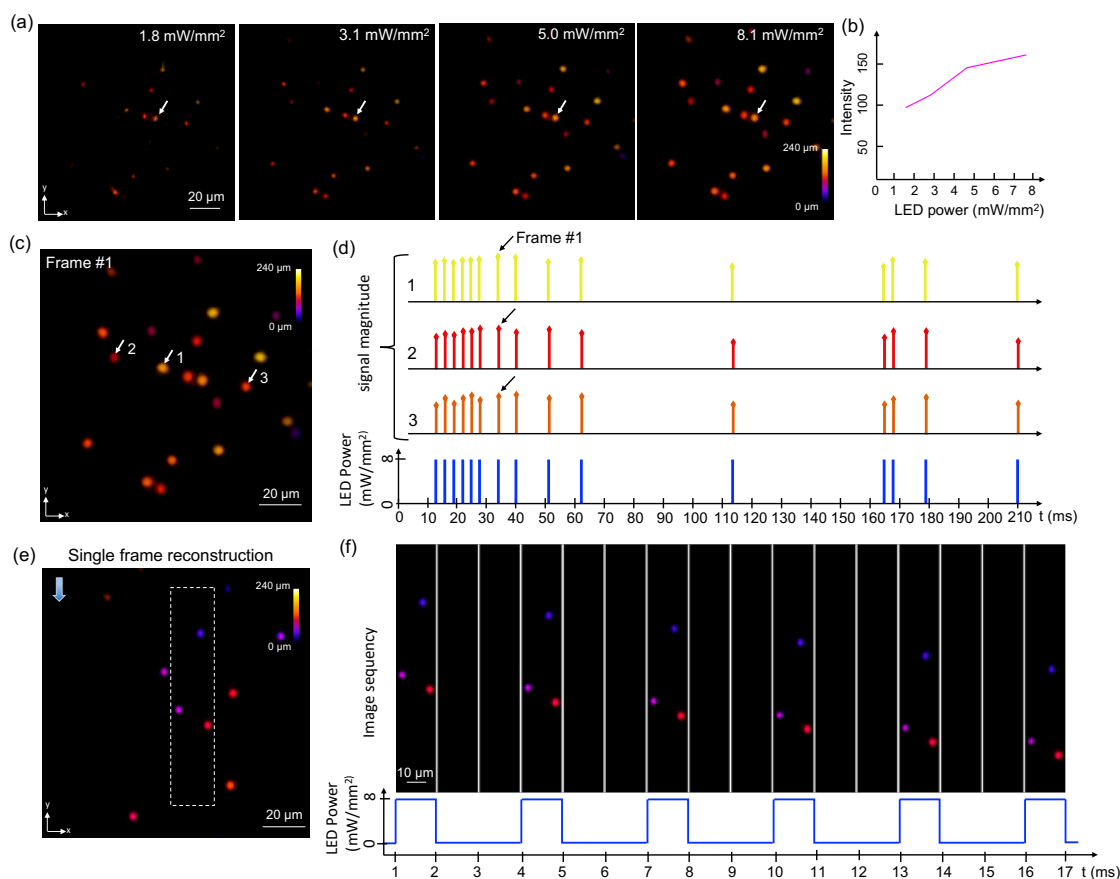 (a)
1.8 mW/mm²
3.1 mW/mm²
5.0 mW/mm²
8.1 mW/mm²
240 µm
0 µm
y
x
20 µm
(b)
Intensity
150
100
50
0 1 2 3 4 5 6 7 8
LED power (mW/mm²)
(c)
Frame #1
240 µm
0 µm
1
2
3
y
x
20 µm
(d)
Frame #1
signal magnitude
1
2
3
LED Power
(mW/mm²)
8
0
0 10 20 30 40 50 60 70 80 90 100 110 120 130 140 150 160 170 180 190 200 210 t (ms)
(e)
Single frame reconstruction
240 µm
0 µm
y
x
20 µm
(f)
Image sequency
10 µm
LED Power
(mW/mm²)
8
0
1 2 3 4 5 6 7 8 9 10 11 12 13 14 15 16 17 t (ms)